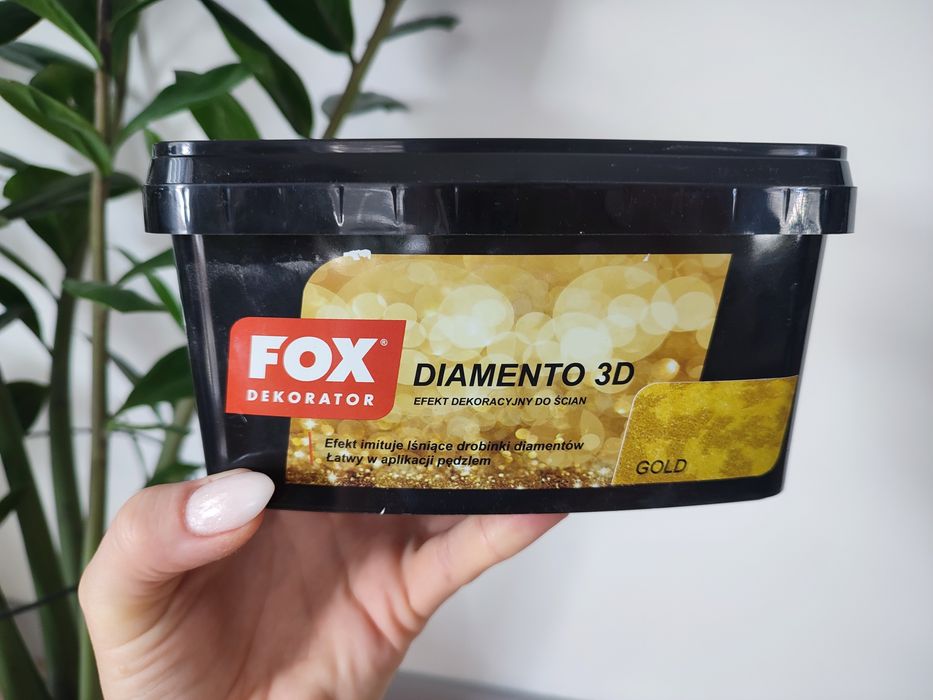 FOX®
DEKORATOR
DIAMENTO 3D
EFEKT DEKORACYJNY DO ŚCIAN
Efekt imituje lśniące drobinki diamentów
Łatwy w aplikacji pędzlem
GOLD